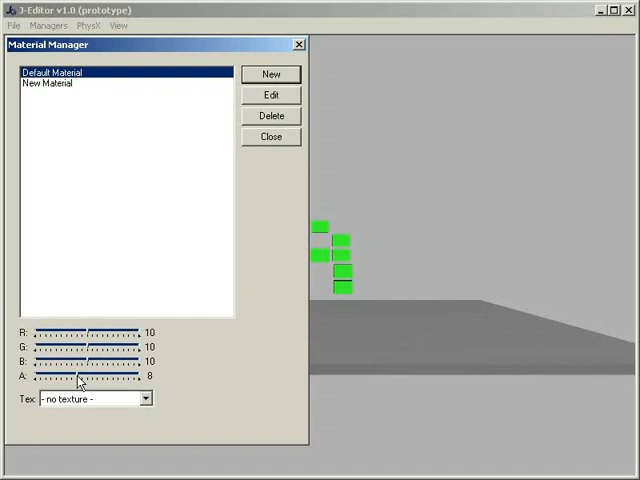 J-Editor v1.0 (prototype)
File Managers PhysX View
Material Manager
Default Material
New Material
New
Edit
Delete
Close
R: 10
G: 10
B: 10
A: 8
Tex: - no texture -